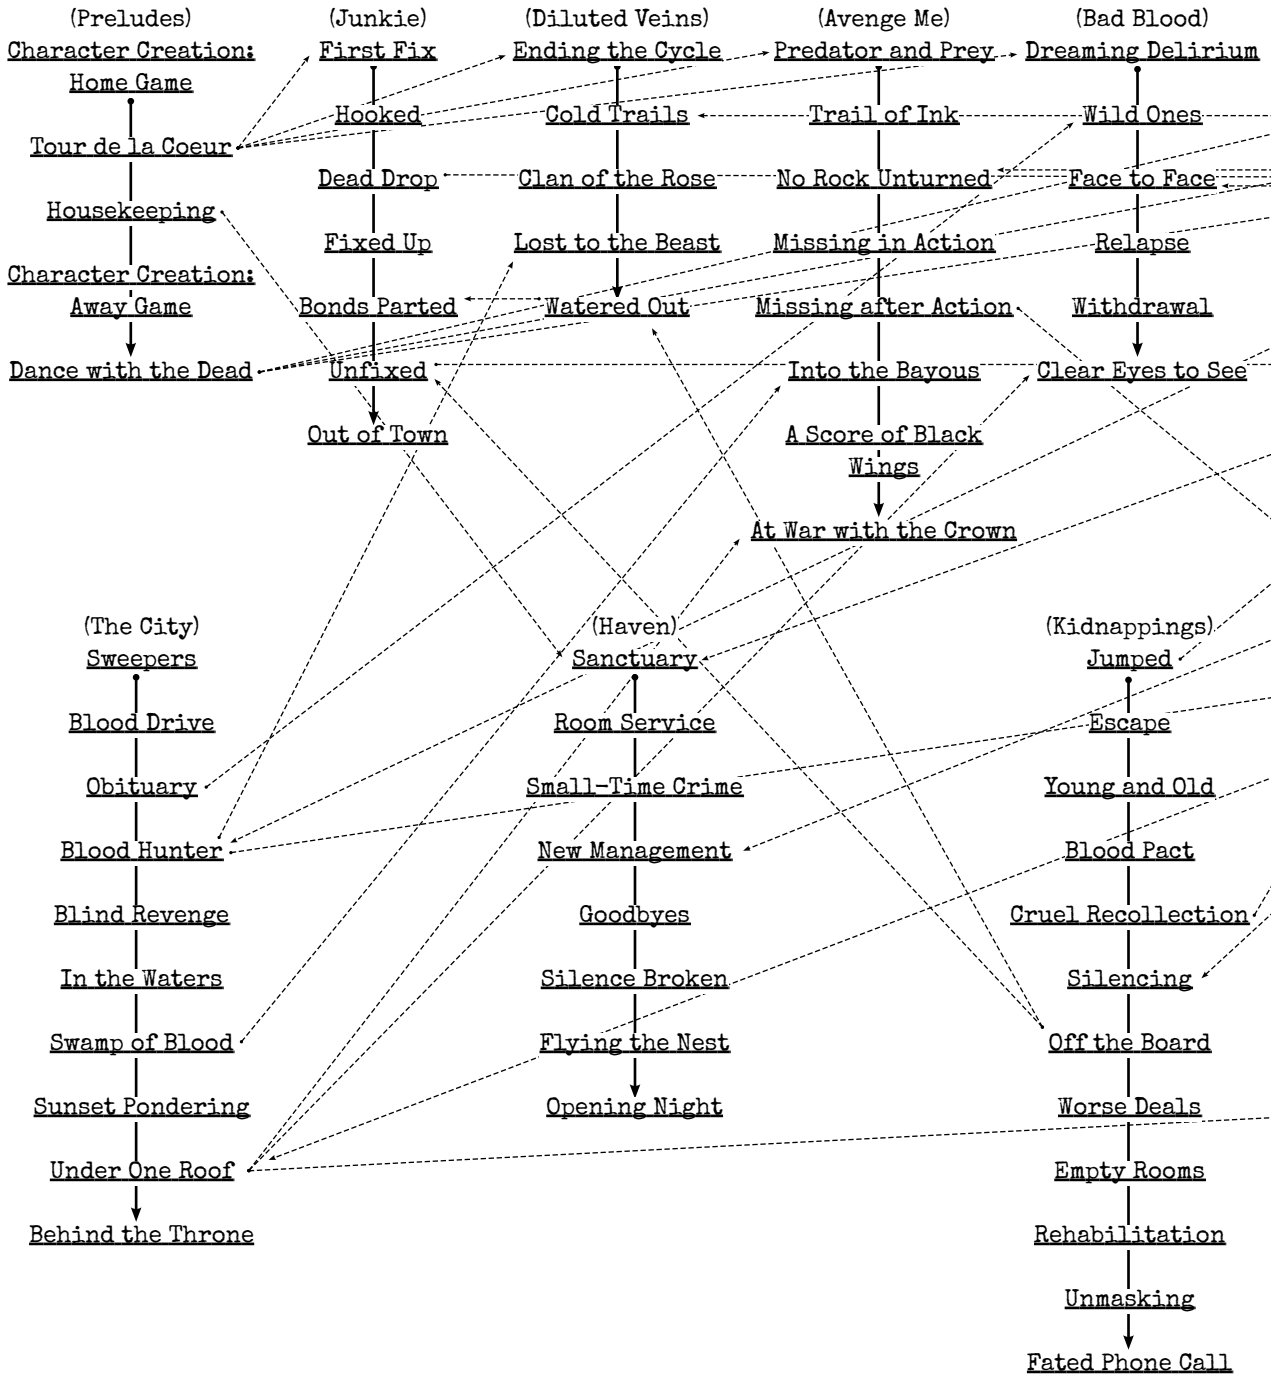 (Preludes)
Character Creation:
Home Game
Tour de la Coeur
Housekeeping
Character Creation:
Away Game
Dance with the Dead
(Junkie)
First Fix
Hooked
Dead Drop
Fixed Up
Bonds Parted
Unfixed
Out of Town
(Diluted Veins)
Ending the Cycle
Cold Trails
Clan of the Rose
Lost to the Beast
Watered Out
(Avenge Me)
Predator and Prey
Trail of Ink
No Rock Unturned
Missing in Action
Missing after Action
Into the Bayous
A Score of Black
Wings
At War with the Crown
(Bad Blood)
Dreaming Delirium
Wild Ones
Face to Face
Relapse
Withdrawal
Clear Eyes to See
(The City)
Sweepers
Blood Drive
Obituary
Blood Hunter
Blind Revenge
In the Waters
Swamp of Blood
Sunset Pondering
Under One Roof
Behind the Throne
(Haven)
Sanctuary
Room Service
Small-Time Crime
New Management
Goodbyes
Silence Broken
Flying the Nest
Opening Night
(Kidnappings)
Jumped
Escape
Young and Old
Blood Pact
Cruel Recollection
Silencing
Off the Board
Worse Deals
Empty Rooms
Rehabilitation
Unmasking
Fated Phone Call